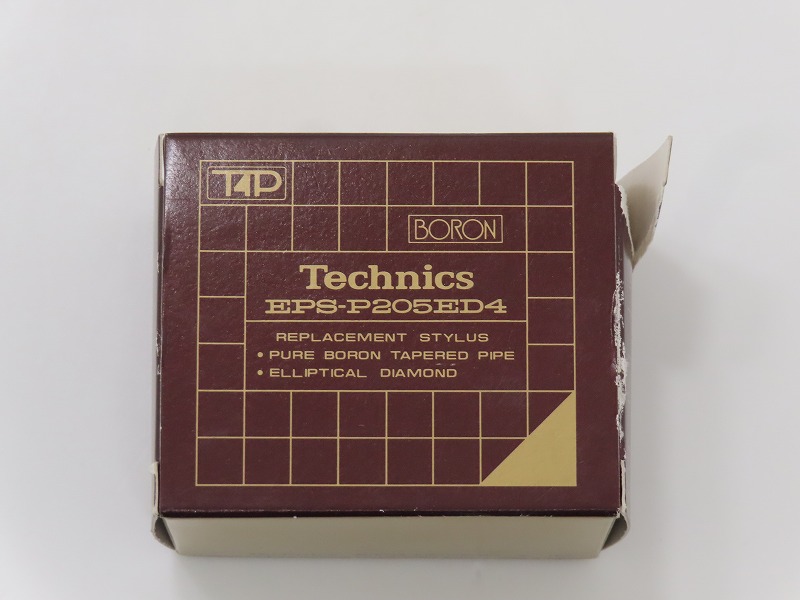 T4P
BORON
Technics
EPS-P205ED4
REPLACEMENT STYLUS
• PURE BORON TAPERED PIPE
• ELLIPTICAL DIAMOND